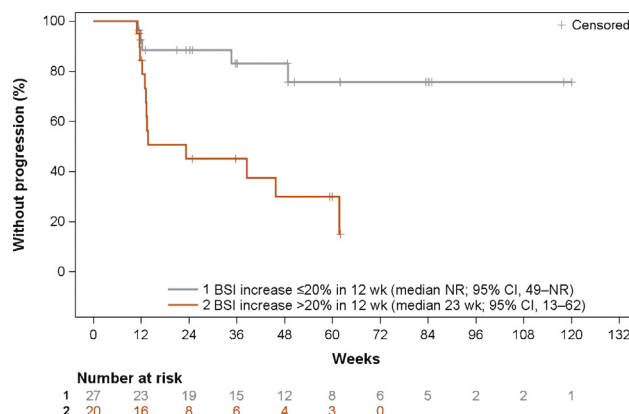 100
80
60
40
20
0
Without progression (%)
+ Censored
1 BSI increase ≤20% in 12 wk (median NR; 95% CI, 49–NR)
2 BSI increase >20% in 12 wk (median 23 wk; 95% CI, 13–62)
0 12 24 36 48 60 72 84 96 108 120 132
Weeks
Number at risk
1 27 23 19 15 12 8 6 5 2 2 1
2 20 16 8 6 4 3 0